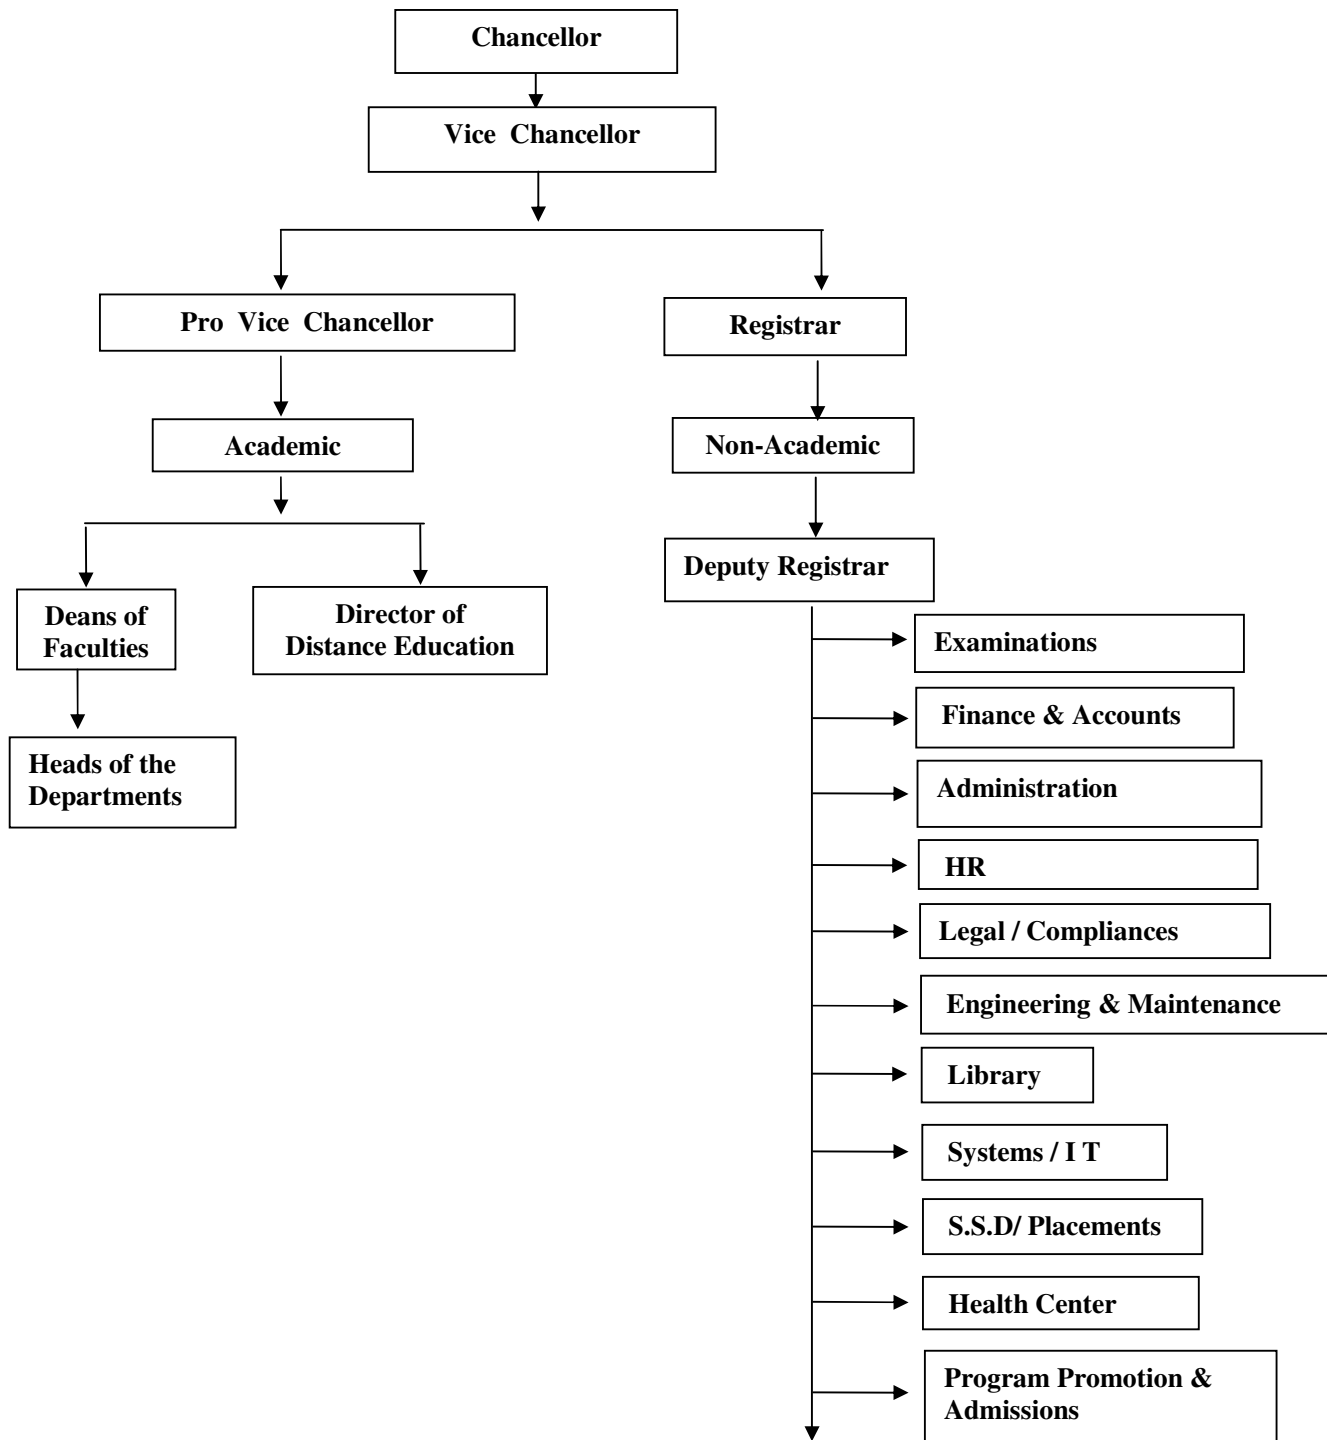 Chancellor
Vice Chancellor
Pro Vice Chancellor
Registrar
Academic
Non-Academic
Deputy Registrar
Deans of
Faculties
Director of
Distance Education
Heads of the
Departments
Examinations
Finance & Accounts
Administration
HR
Legal / Compliances
Engineering & Maintenance
Library
Systems / I T
S.S.D/ Placements
Health Center
Program Promotion &
Admissions